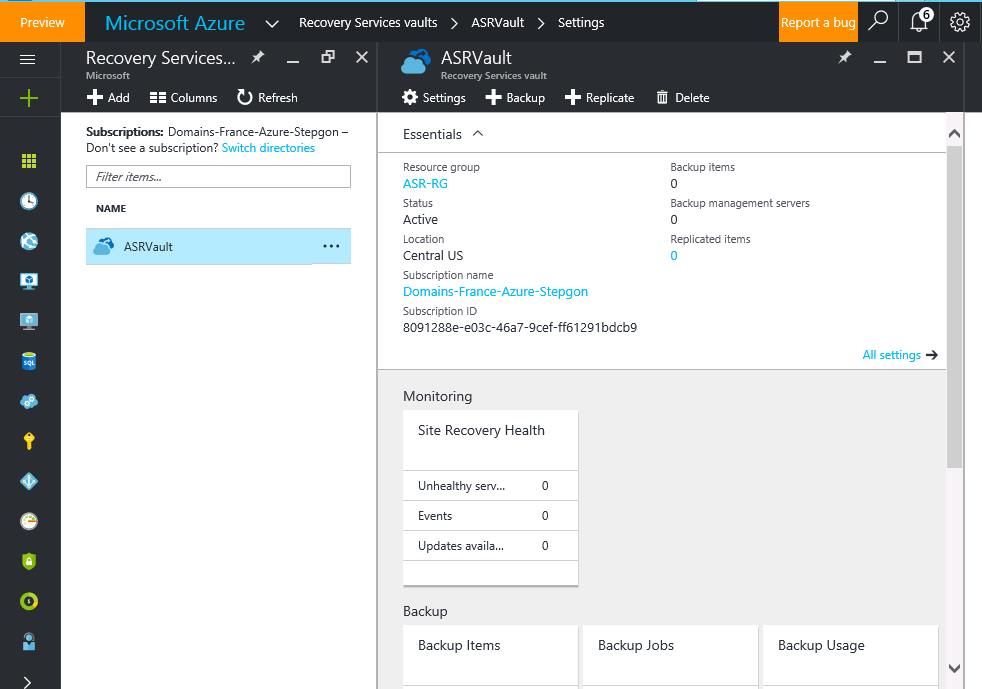 Preview
Microsoft Azure
Recovery Services vaults
ASRVault
Settings
Report a bug
6
Recovery Services...
Microsoft
Add
Columns
Refresh
Subscriptions: Domains-France-Azure-Stepgon –
Don't see a subscription? Switch directories
Filter items...
NAME
ASRVault
ASRVault
Recovery Services vault
Settings
Backup
Replicate
Delete
Essentials
Resource group
ASR-RG
Status
Active
Location
Central US
Subscription name
Domains-France-Azure-Stepgon
Subscription ID
8091288e-e03c-46a7-9cef-ff61291bdcb9
Backup items
0
Backup management servers
0
Replicated items
0
All settings
Monitoring
Site Recovery Health
Unhealthy serv... 0
Events 0
Updates availa... 0
Backup
Backup Items
Backup Jobs
Backup Usage
SQL